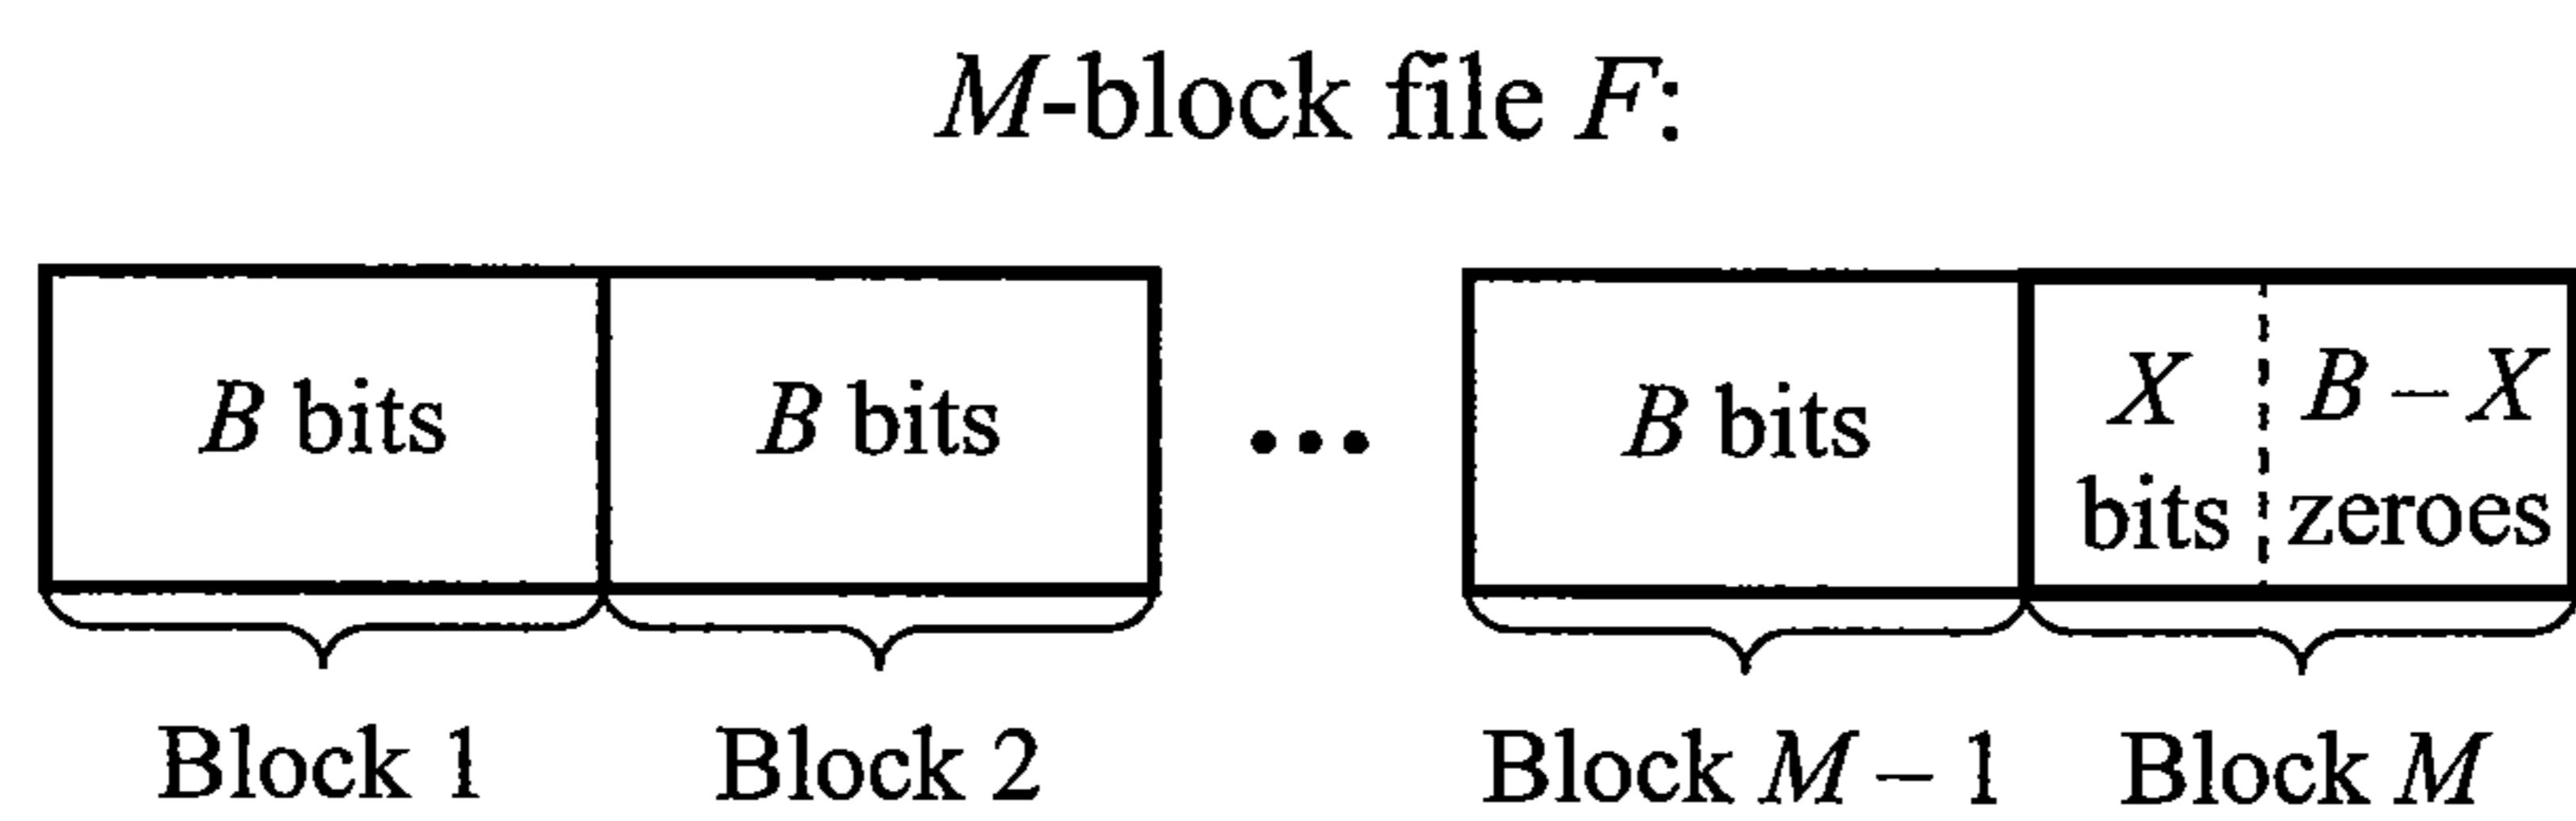 M-block file F:
B bits
B bits
...
B bits
X bits
B – X zeroes
Block 1
Block 2
Block M – 1
Block M